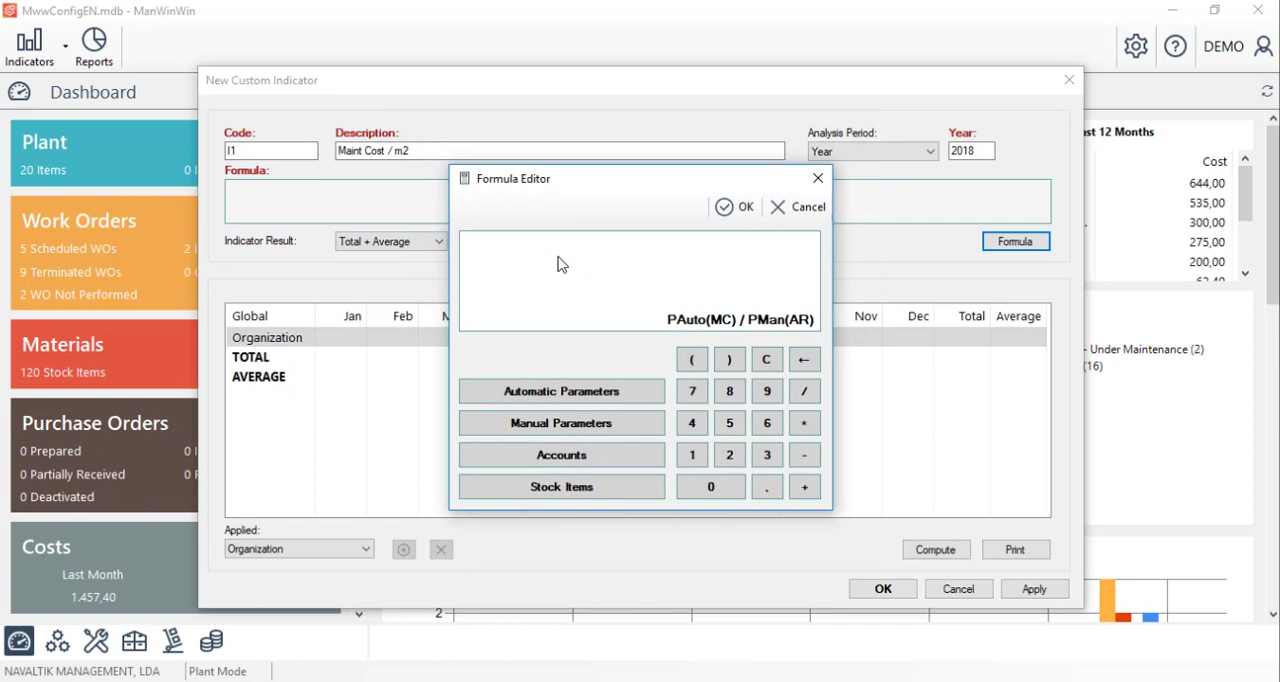 MwwConfigEN.mdb - ManWinWin
Indicators
Reports
DEMO
Dashboard
New Custom Indicator
Plant
20 Items
Work Orders
5 Scheduled WOs
9 Terminated WOs
2 WO Not Performed
Materials
120 Stock Items
Purchase Orders
0 Prepared
0 Partially Received
0 Deactivated
Costs
Last Month
1.457,40
Code:
Description:
Analysis Period:
Year:
I1
Maint Cost / m2
Year
2018
Formula:
Indicator Result:
Total + Average
Formula
Formula Editor
OK
Cancel
PAuto(MC) / PMan(AR)
( ) C ←
Automatic Parameters
7 8 9 /
Manual Parameters
4 5 6 *
Accounts
1 2 3 -
Stock Items
0 . +
Global Jan Feb Nov Dec Total Average
Organization
TOTAL
AVERAGE
Applied:
Organization
Compute
Print
OK
Cancel
Apply
12 Months
Cost
644,00
535,00
300,00
275,00
200,00
- Under Maintenance (2)
(16)
2
NAVALTIK MANAGEMENT, LDA
Plant Mode